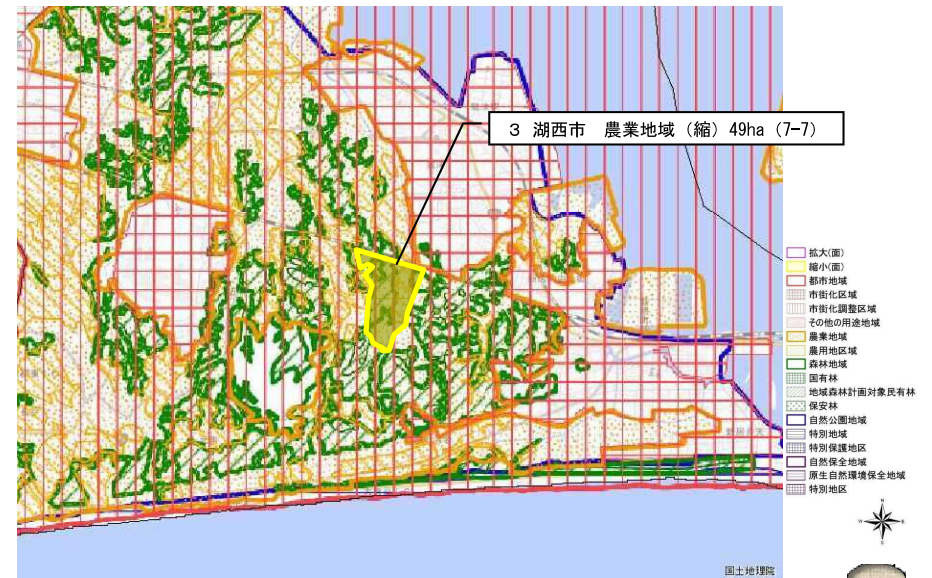 3 湖西市 農業地域(縮)49ha(7-7)
拡大(面)
縮小(面)
都市地域
市街化区域
市街化調整区域
その他の用途地域
農業地域
農用地区域
森林地域
国有林
地域森林計画対象民有林
保安林
自然公園地域
特別地域
特別保護地区
自然保全地域
原生自然環境保全地域
特別地区
N
W
E
S
国土地理院